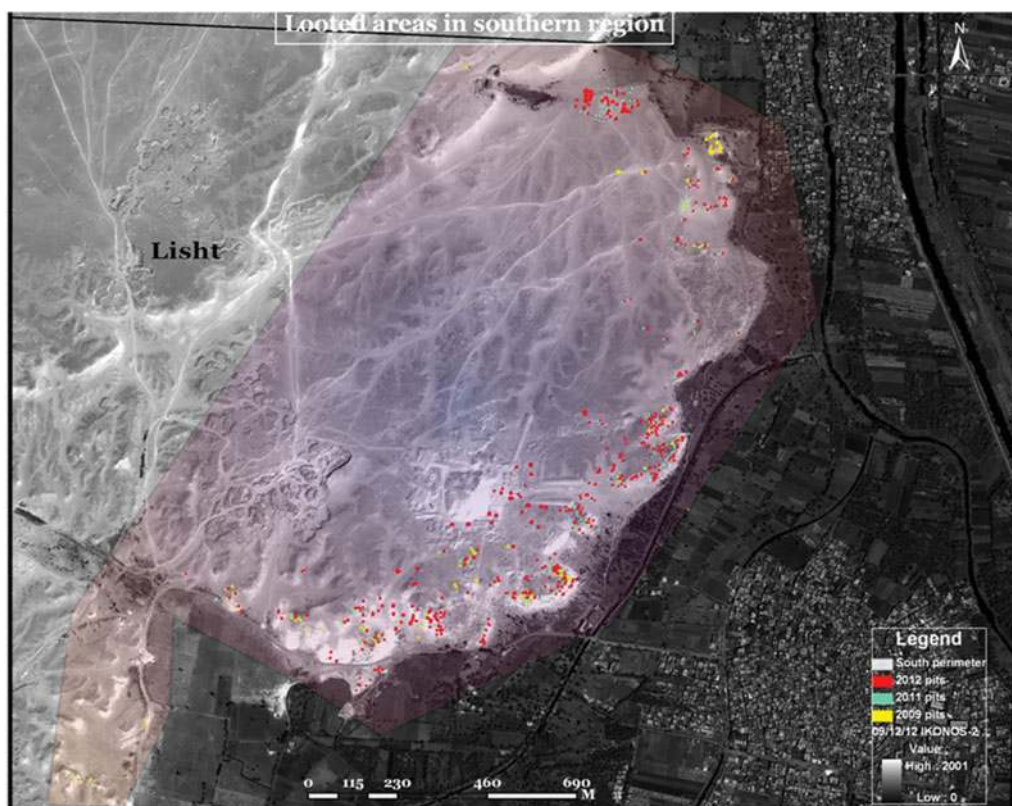 Looted areas in southern region
N
Lisht
Legend
South perimeter
2012 pits
2011 pits
2009 pits
09/12/12 IKONOS-2
Value
High : 2001
Low : 0
0 115 230 460 690
M